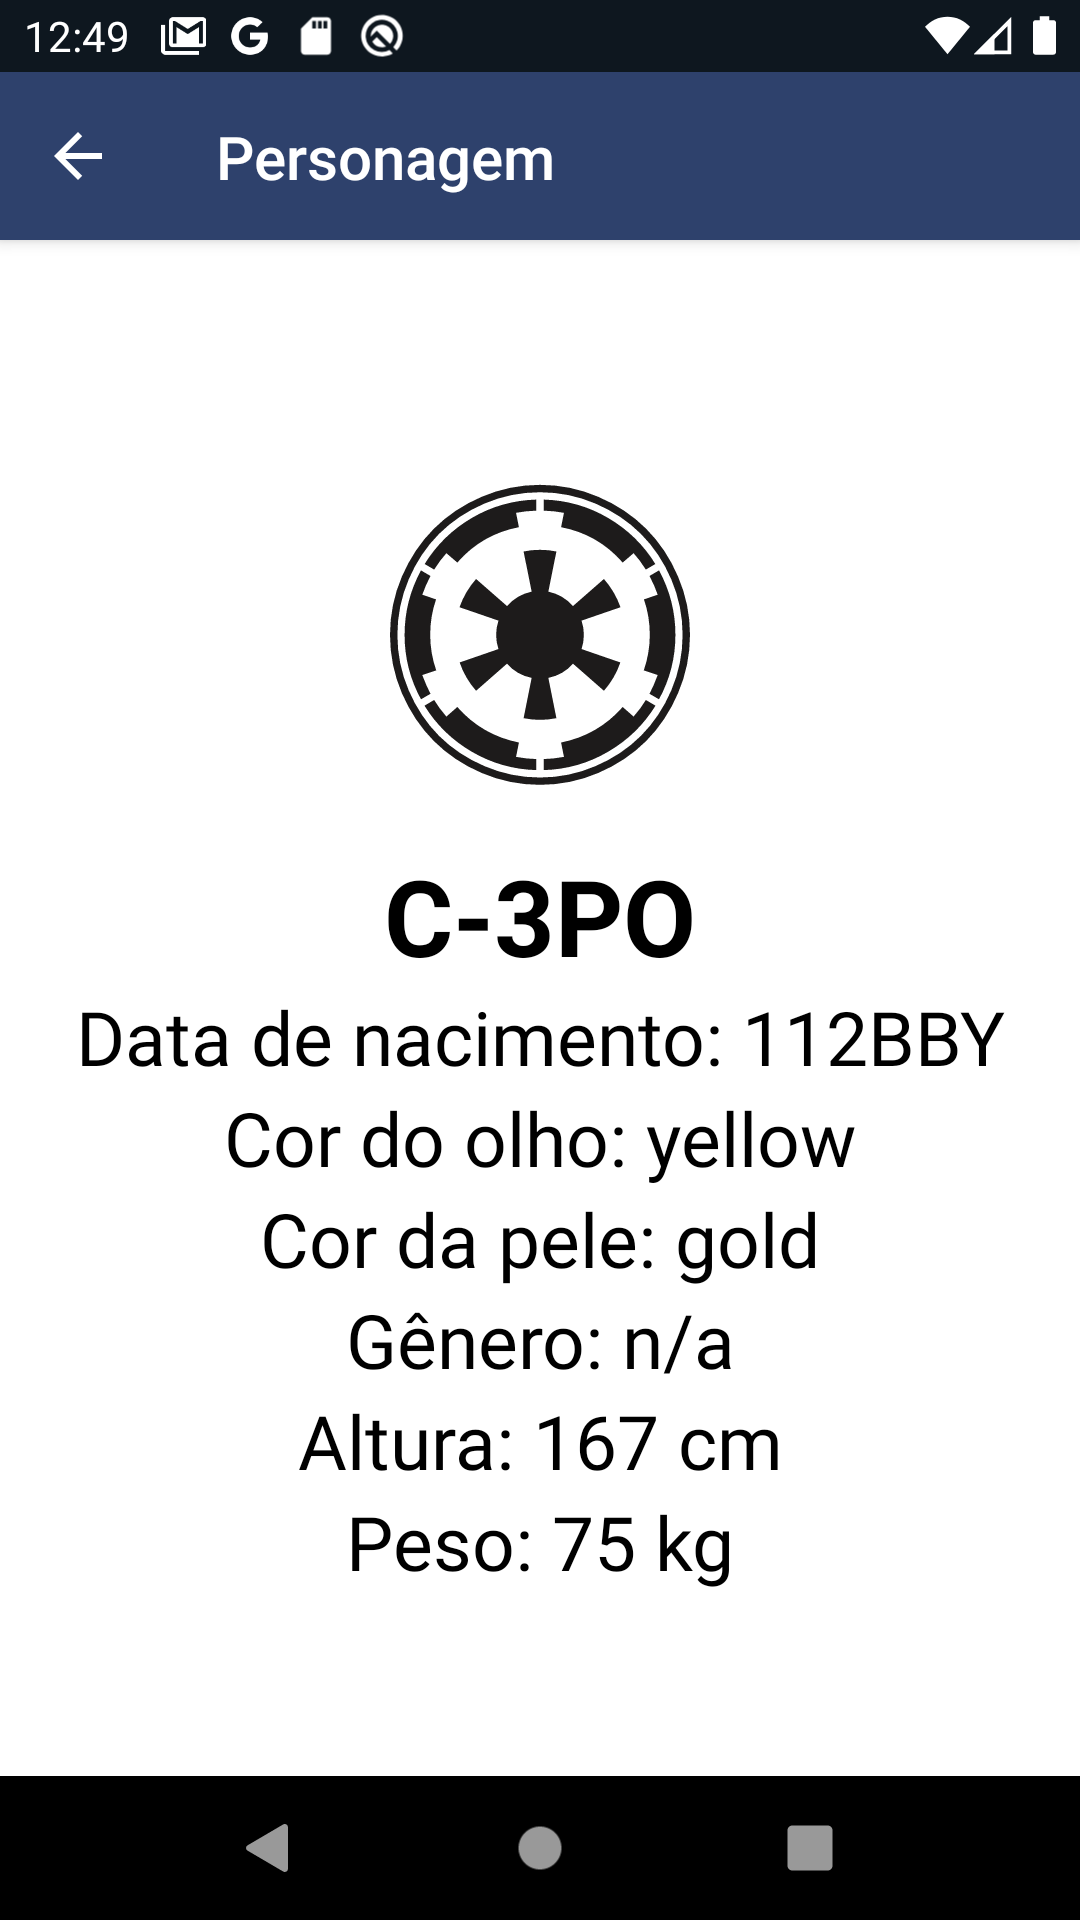 12:49
Personagem
C-3PO
Data de nacimento: 112BBY
Cor do olho: yellow
Cor da pele: gold
Gênero: n/a
Altura: 167 cm
Peso: 75 kg